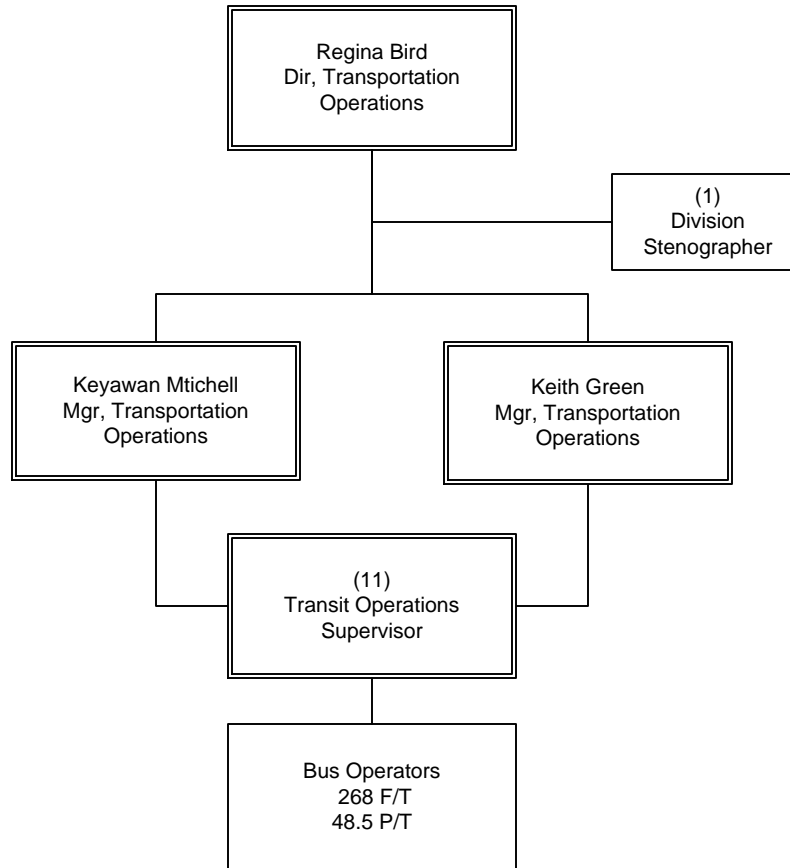 Regina Bird
Dir, Transportation
Operations
(1)
Division
Stenographer
Keyawan Mtichell
Mgr, Transportation
Operations
Keith Green
Mgr, Transportation
Operations
(11)
Transit Operations
Supervisor
Bus Operators
268 F/T
48.5 P/T